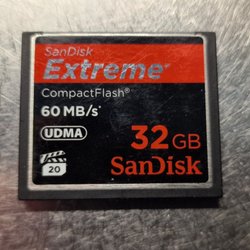 SanDisk
Extreme
CompactFlash®
60 MB/s*
UDMA
32 GB
20
SanDisk